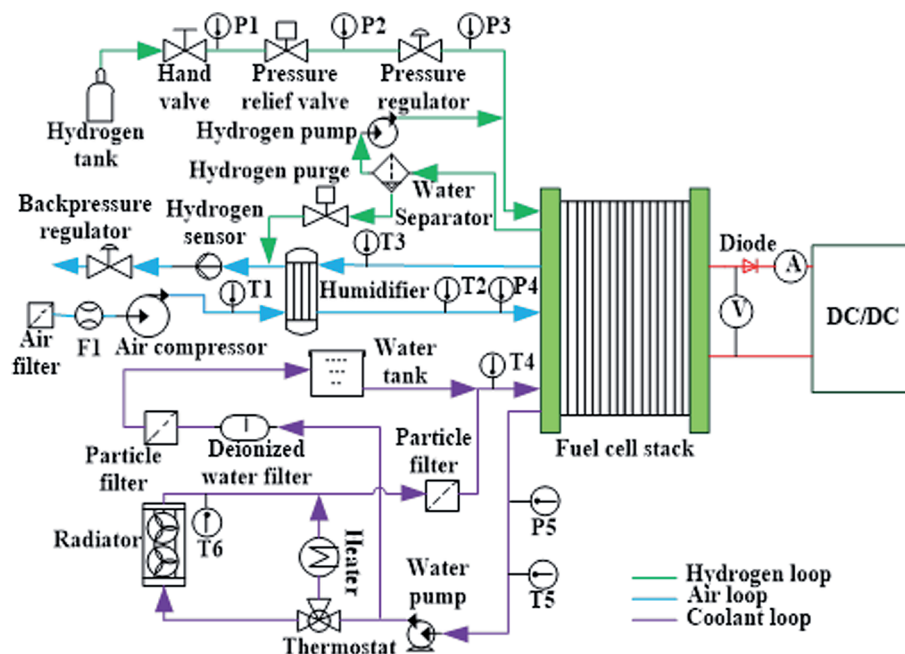 P1
P2
P3
Hand
valve
Pressure
relief valve
Pressure
regulator
Hydrogen
tank
Hydrogen pump
Hydrogen purge
Water
Separator
Backpressure
regulator
Hydrogen
sensor
T3
Diode
A
T1
Humidifier
T2
P4
V
DC/DC
Air
filter
F1
Air compressor
Water
tank
T4
Fuel cell stack
Particle
filter
Deionized
water filter
Particle
filter
Radiator
T6
Heater
P5
Water
pump
T5
Thermostat
Hydrogen loop
Air loop
Coolant loop